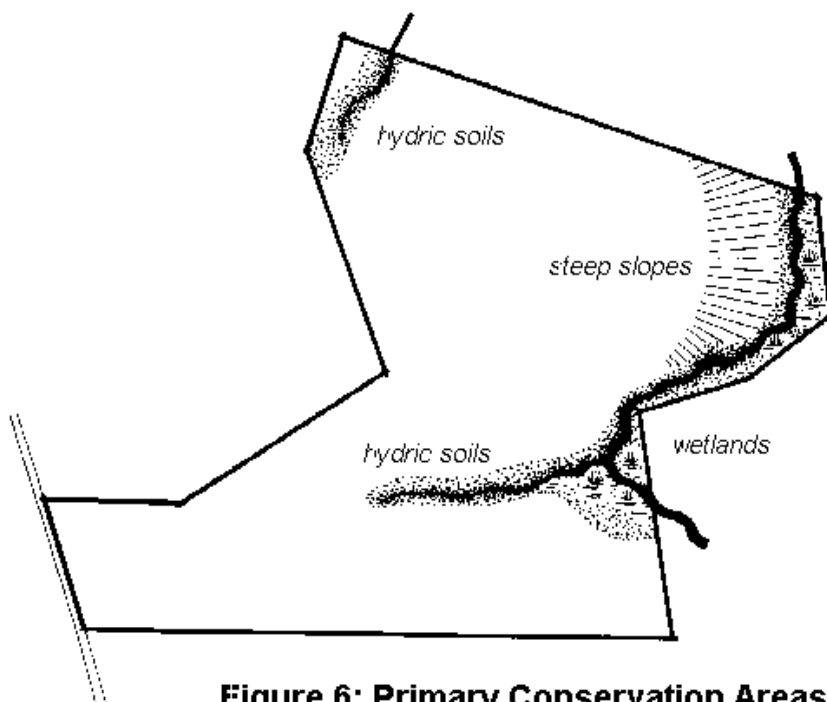 hydric soils
steep slopes
hydric soils
wetlands
Figure 6: Primary Conservation Areas